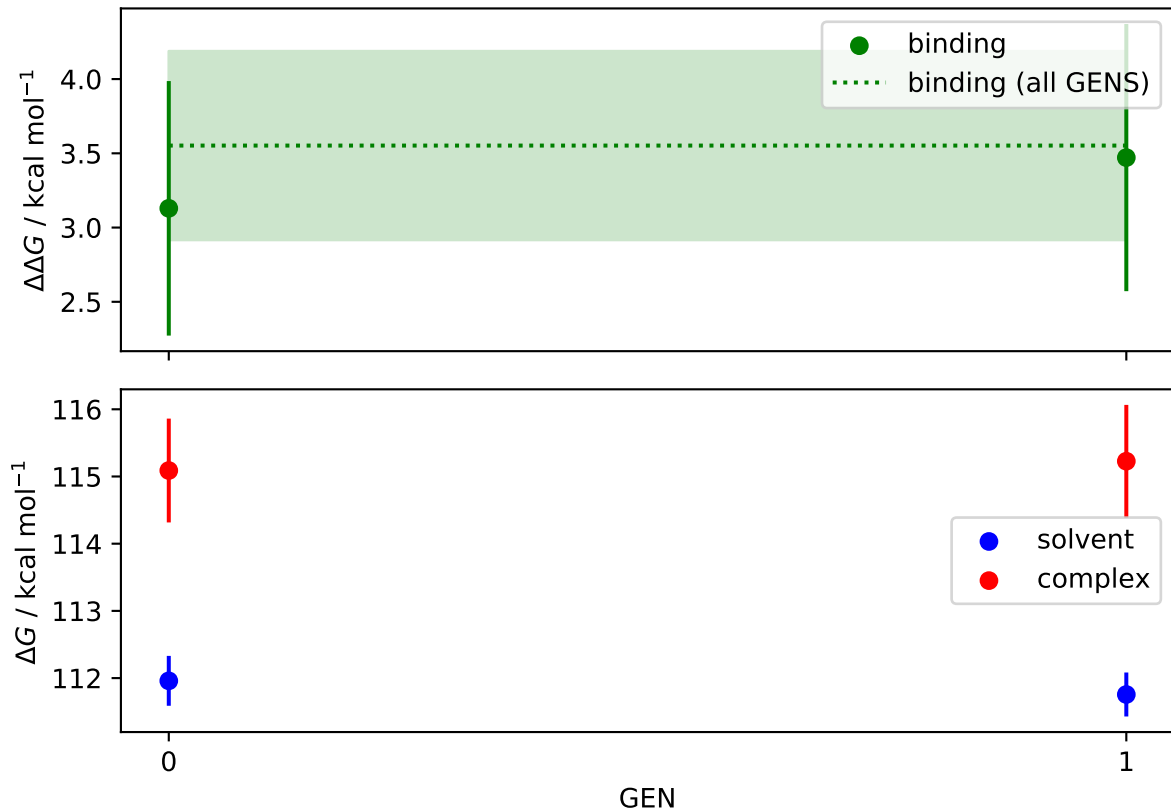 binding
binding (all GENS)
4.0
3.5
3.0
2.5
ΔΔG / kcal mol⁻¹
116
115
114
113
112
ΔG / kcal mol⁻¹
solvent
complex
0
1
GEN